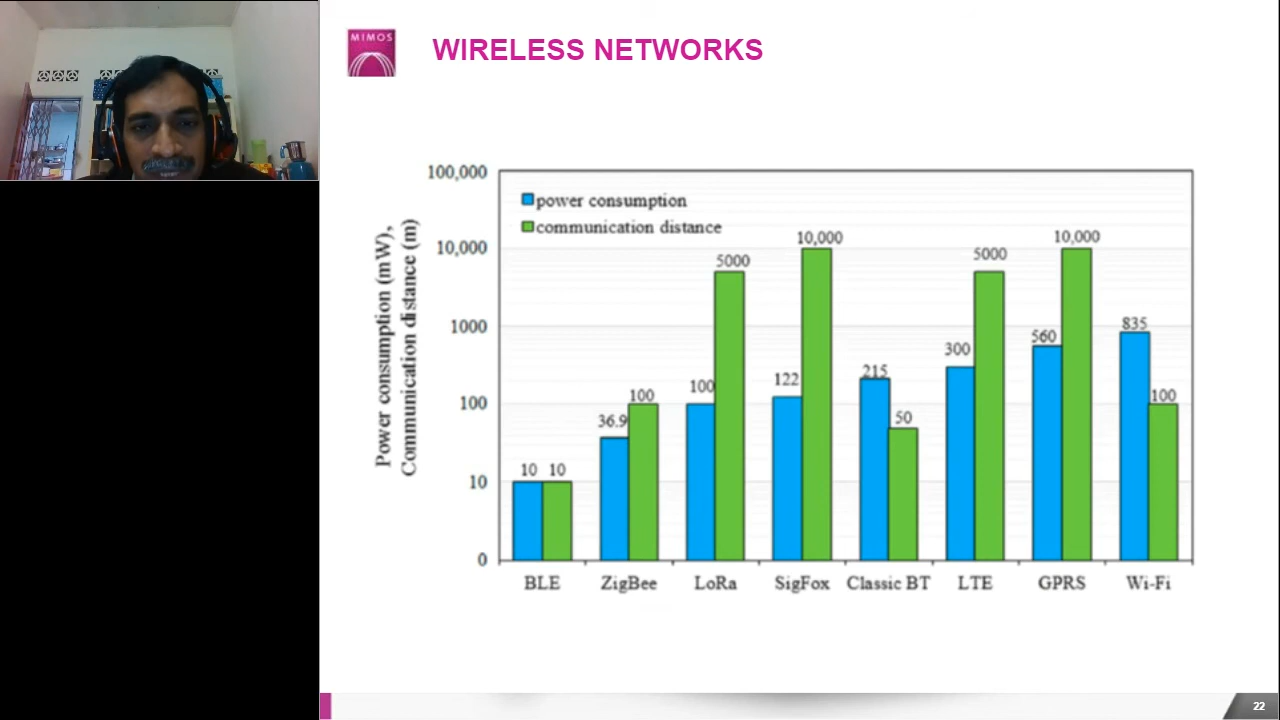 MIMOS
WIRELESS NETWORKS
Power consumption (mW),
Communication distance (m)
100,000
10,000
1000
100
10
0
power consumption
communication distance
10 10
36.9 100
100 5000
122 10,000
215 50
300 5000
560 10,000
835 100
BLE ZigBee LoRa SigFox Classic BT LTE GPRS Wi-Fi
22